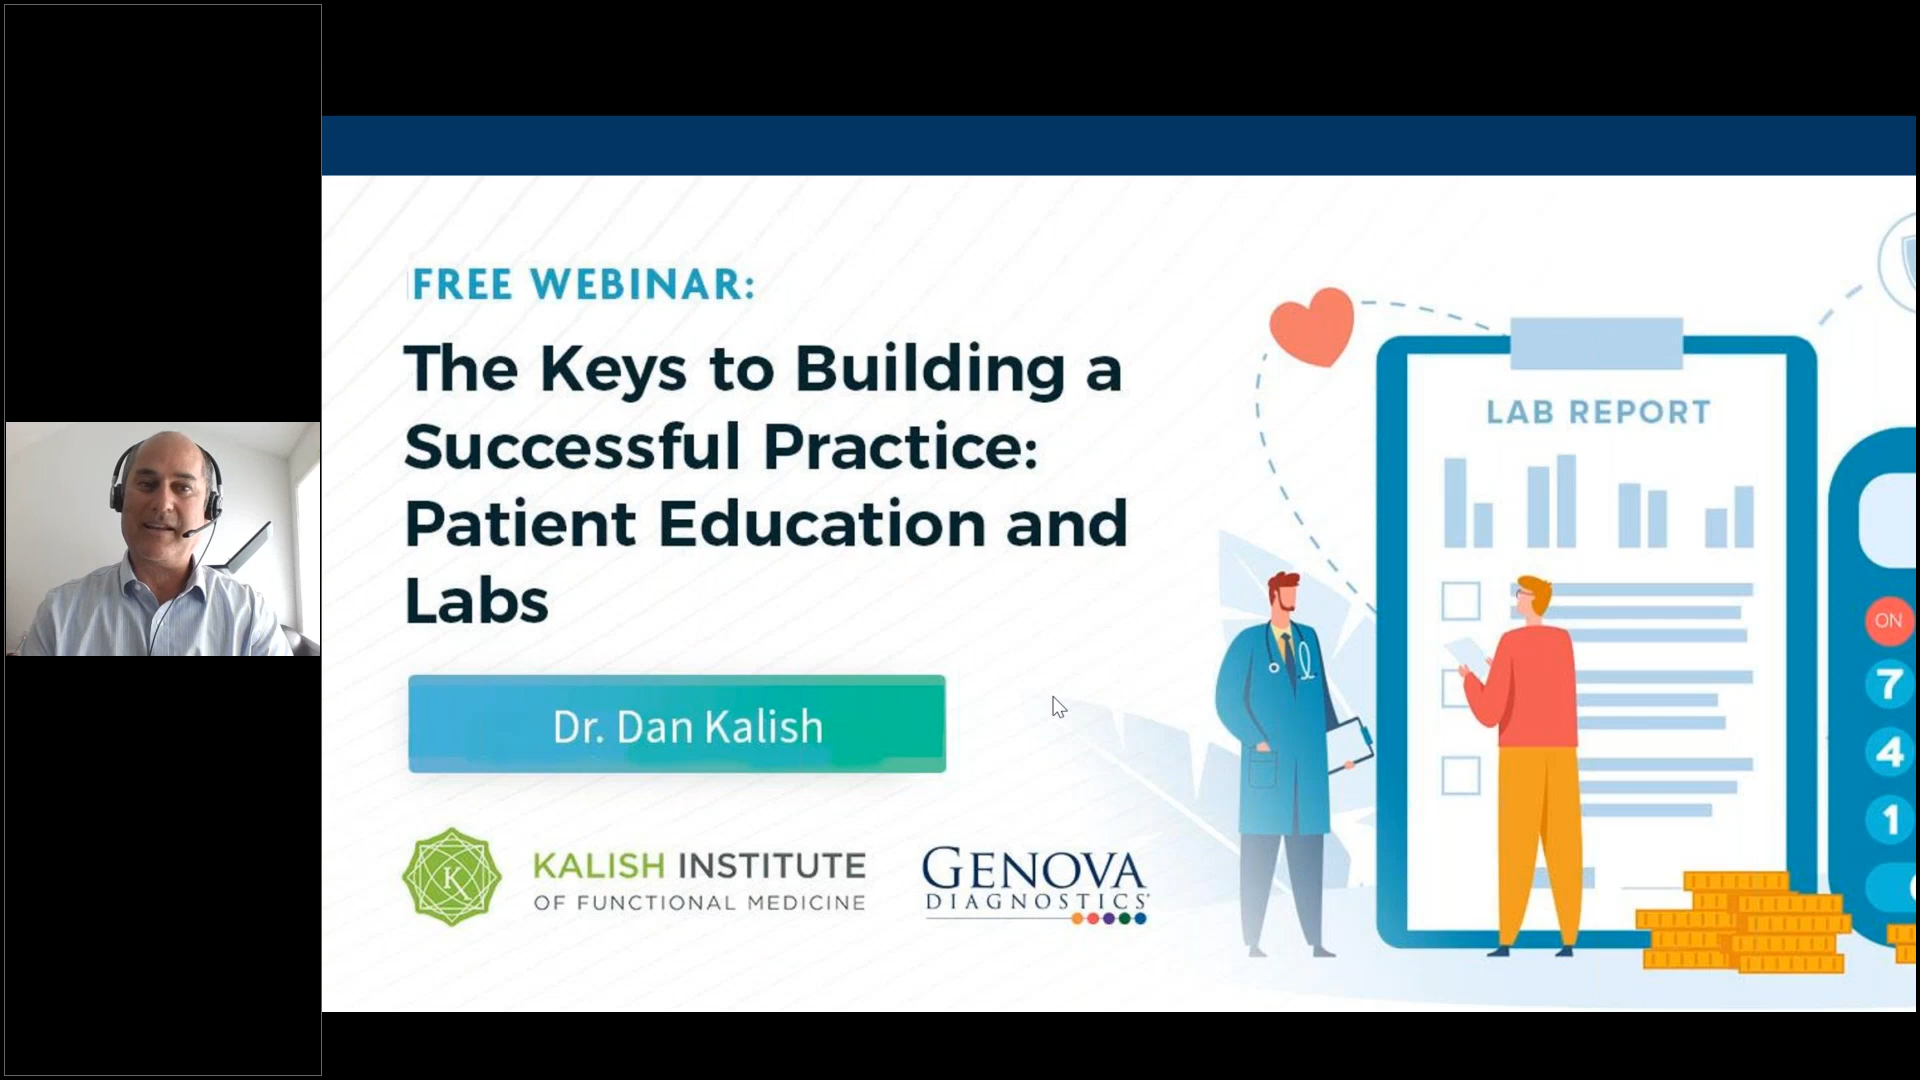 FREE WEBINAR:
The Keys to Building a
Successful Practice:
Patient Education and
Labs
Dr. Dan Kalish
K
KALISH INSTITUTE
OF FUNCTIONAL MEDICINE
GENOVA
DIAGNOSTICS
LAB REPORT
ON
7
4
1